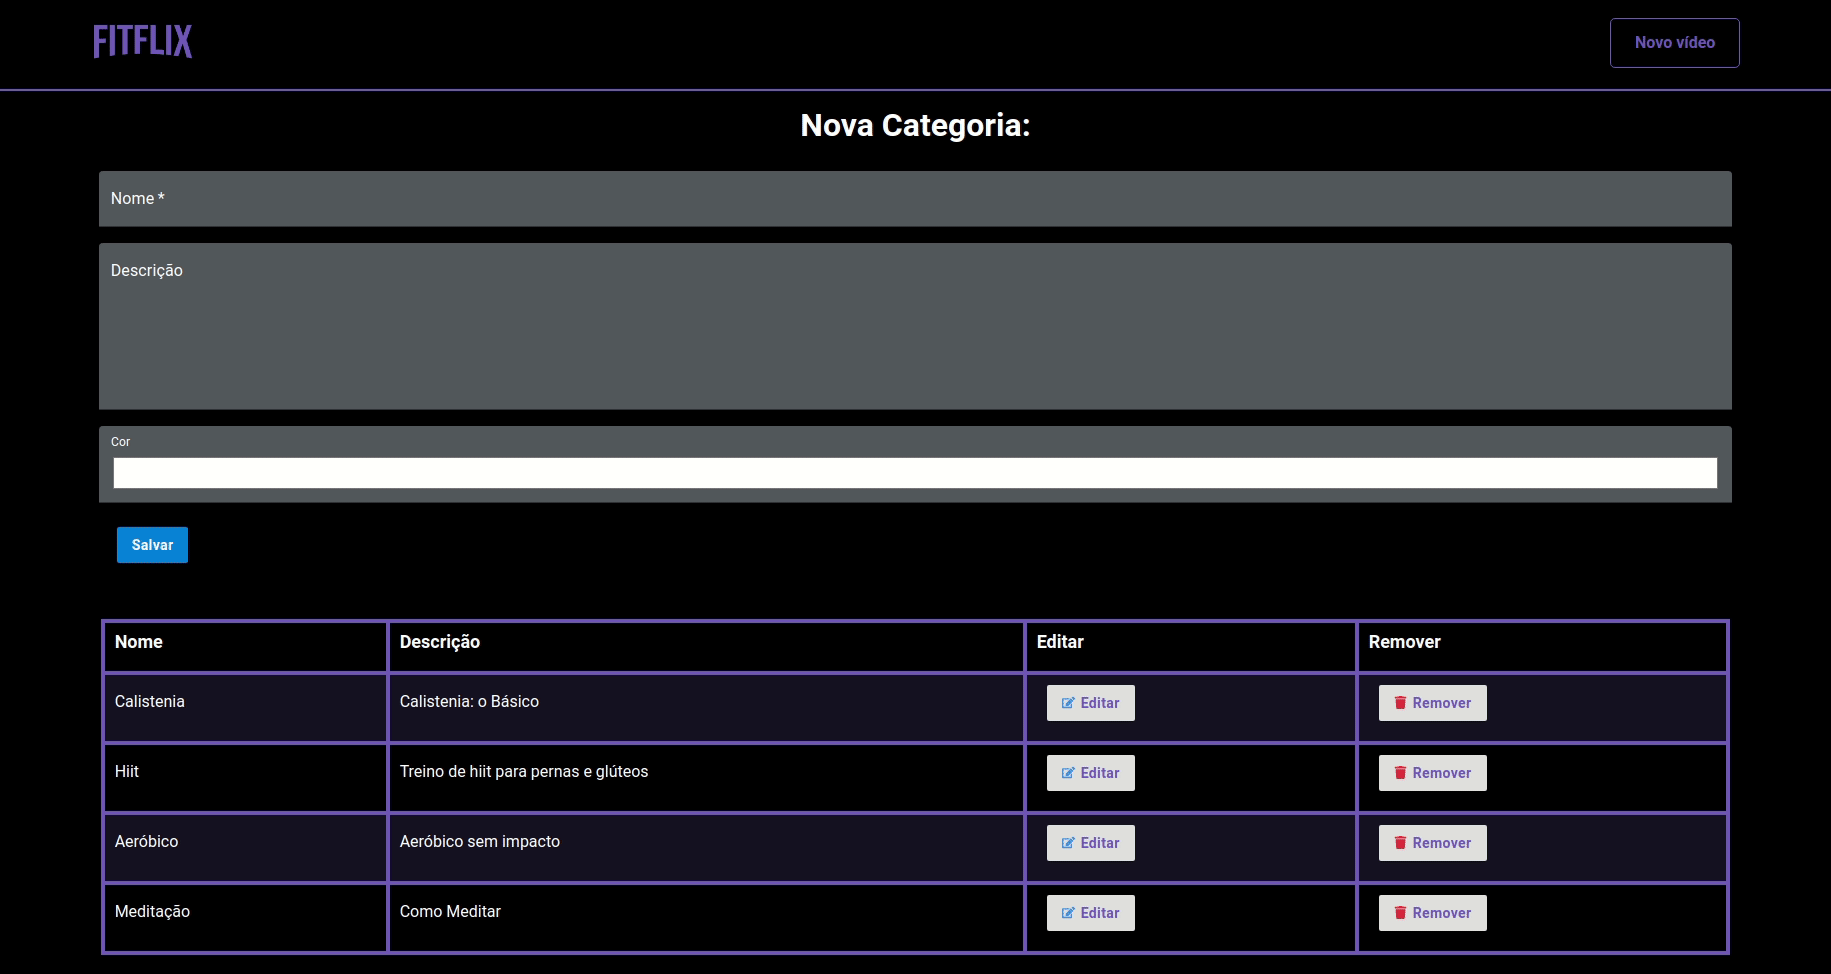 FITFLIX
Novo vídeo
Nova Categoria:
Nome *
Descrição
Cor
Salvar
Nome Descrição Editar Remover
Calistenia Calistenia: o Básico Editar Remover
Hiit Treino de hiit para pernas e glúteos Editar Remover
Aeróbico Aeróbico sem impacto Editar Remover
Meditação Como Meditar Editar Remover